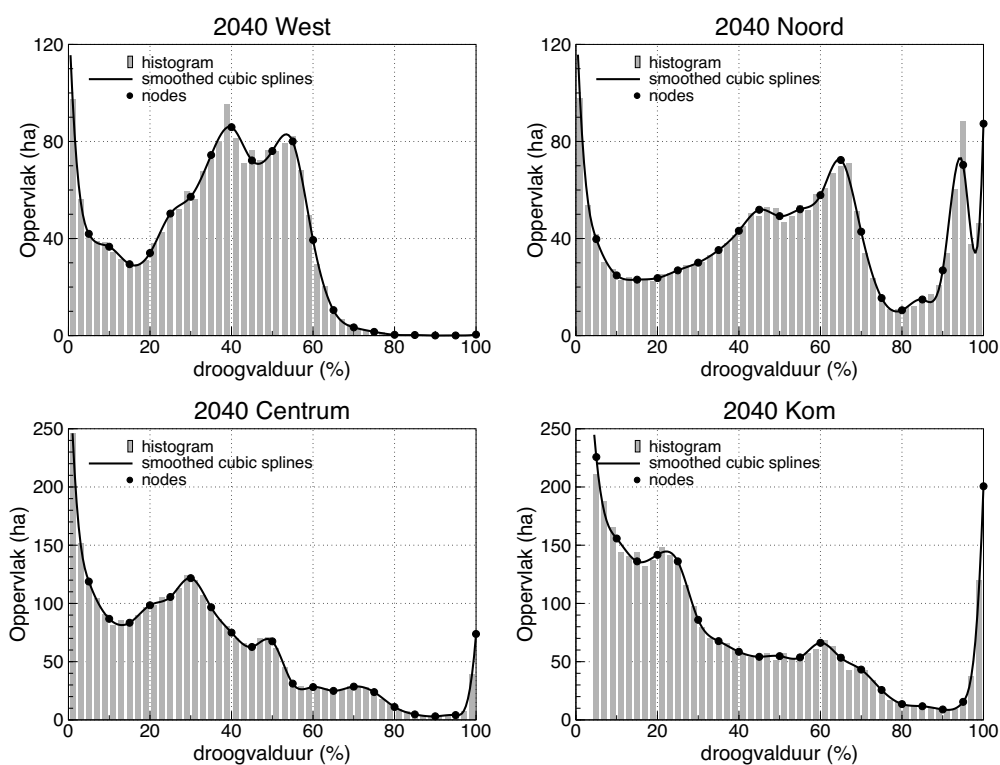 2040 West
120
80
40
0
Oppervlak (ha)
histogram
smoothed cubic splines
nodes
0 20 40 60 80 100
droogvalduur (%)
2040 Noord
120
80
40
0
Oppervlak (ha)
histogram
smoothed cubic splines
nodes
0 20 40 60 80 100
droogvalduur (%)
2040 Centrum
250
200
150
100
50
0
Oppervlak (ha)
histogram
smoothed cubic splines
nodes
0 20 40 60 80 100
droogvalduur (%)
2040 Kom
250
200
150
100
50
0
Oppervlak (ha)
histogram
smoothed cubic splines
nodes
0 20 40 60 80 100
droogvalduur (%)